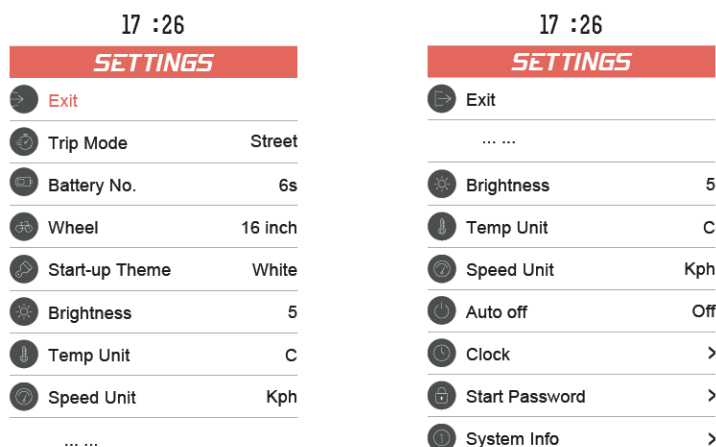 17 :26
SETTINGS
Exit
Trip Mode Street
Battery No. 6s
Wheel 16 inch
Start-up Theme White
Brightness 5
Temp Unit C
Speed Unit Kph
... ...
17 :26
SETTINGS
Exit
... ...
Brightness 5
Temp Unit C
Speed Unit Kph
Auto off Off
Clock >
Start Password >
System Info >